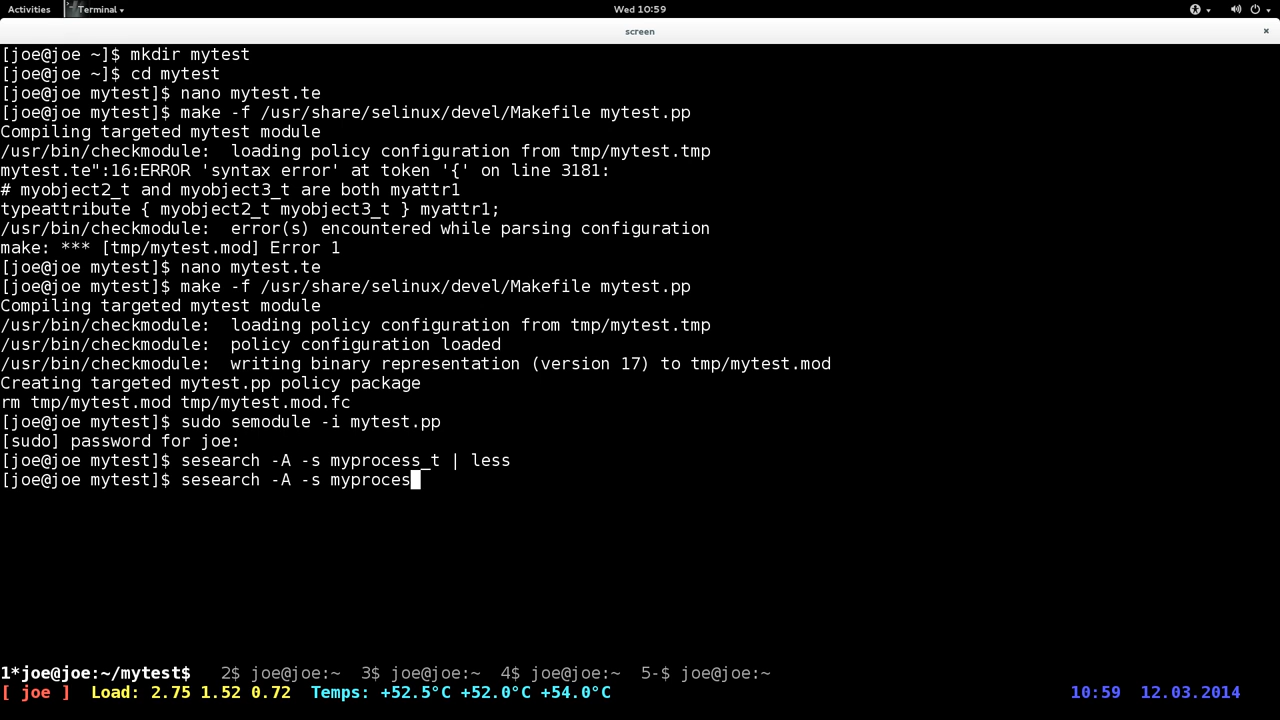 Activities Terminal Wed 10:59
screen ×
[joe@joe ~]$ mkdir mytest
[joe@joe ~]$ cd mytest
[joe@joe mytest]$ nano mytest.te
[joe@joe mytest]$ make -f /usr/share/selinux/devel/Makefile mytest.pp
Compiling targeted mytest module
/usr/bin/checkmodule:  loading policy configuration from tmp/mytest.tmp
mytest.te":16:ERROR 'syntax error' at token '{' on line 3181:
# myobject2_t and myobject3_t are both myattr1
typeattribute { myobject2_t myobject3_t } myattr1;
/usr/bin/checkmodule:  error(s) encountered while parsing configuration
make: *** [tmp/mytest.mod] Error 1
[joe@joe mytest]$ nano mytest.te
[joe@joe mytest]$ make -f /usr/share/selinux/devel/Makefile mytest.pp
Compiling targeted mytest module
/usr/bin/checkmodule:  loading policy configuration from tmp/mytest.tmp
/usr/bin/checkmodule:  policy configuration loaded
/usr/bin/checkmodule:  writing binary representation (version 17) to tmp/mytest.mod
Creating targeted mytest.pp policy package
rm tmp/mytest.mod tmp/mytest.mod.fc
[joe@joe mytest]$ sudo semodule -i mytest.pp
[sudo] password for joe:
[joe@joe mytest]$ sesearch -A -s myprocess_t | less
[joe@joe mytest]$ sesearch -A -s myproces
1*joe@joe:~/mytest$   2$ joe@joe:~  3$ joe@joe:~  4$ joe@joe:~  5-$ joe@joe:~
[ joe ]  Load: 2.75 1.52 0.72  Temps: +52.5°C +52.0°C +54.0°C  10:59  12.03.2014